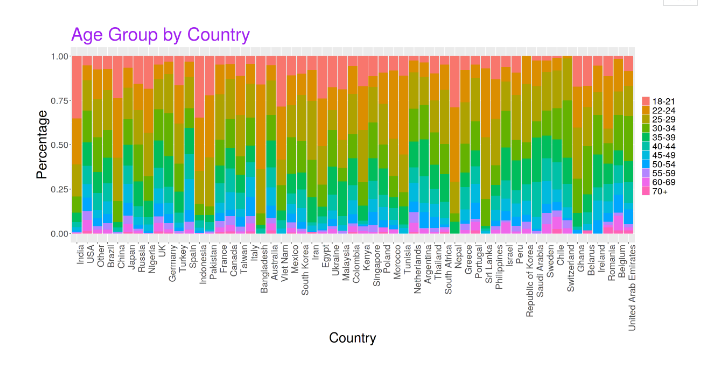 Age Group by Country
Percentage
1.00
0.75
0.50
0.25
0.00
India
USA
Other
Brazil
China
Japan
Russia
Nigeria
UK
Germany
Turkey
Spain
Indonesia
Pakistan
France
Canada
Taiwan
Italy
Bangladesh
Australia
Viet Nam
Mexico
South Korea
Iran
Egypt
Ukraine
Malaysia
Colombia
Kenya
Singapore
Poland
Morocco
Tunisia
Netherlands
Argentina
Thailand
South Africa
Nepal
Greece
Portugal
Sri Lanka
Philippines
Israel
Peru
Republic of Korea
Saudi Arabia
Sweden
Chile
Switzerland
Ghana
Belarus
Ireland
Romania
Belgium
United Arab Emirates
Country
18-21
22-24
25-29
30-34
35-39
40-44
45-49
50-54
55-59
60-69
70+